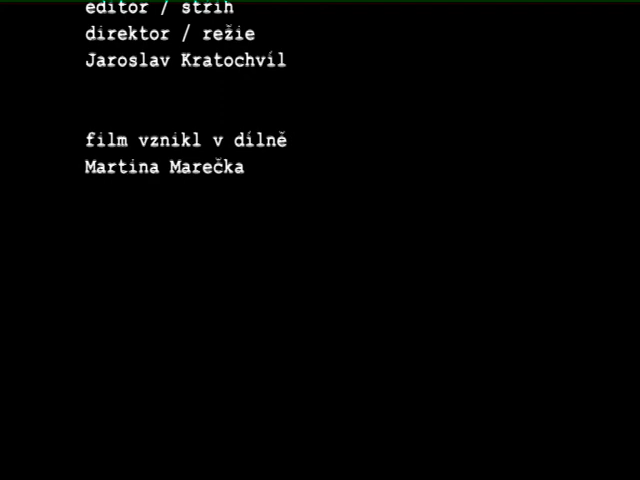 editor / střih
direktor / režie
Jaroslav Kratochvíl
film vznikl v dílně
Martina Marečka